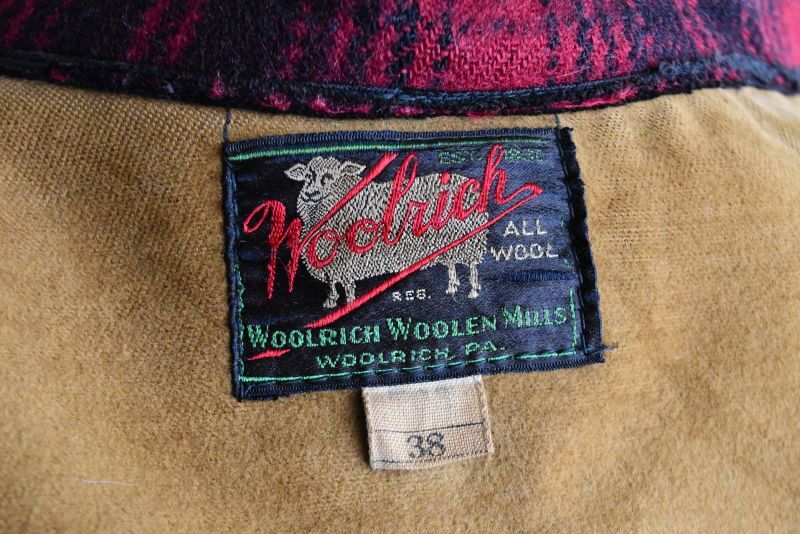 EST. 1830
Woolrich
ALL
WOOL
REG.
WOOLRICH WOOLEN MILLS
WOOLRICH, PA.
38